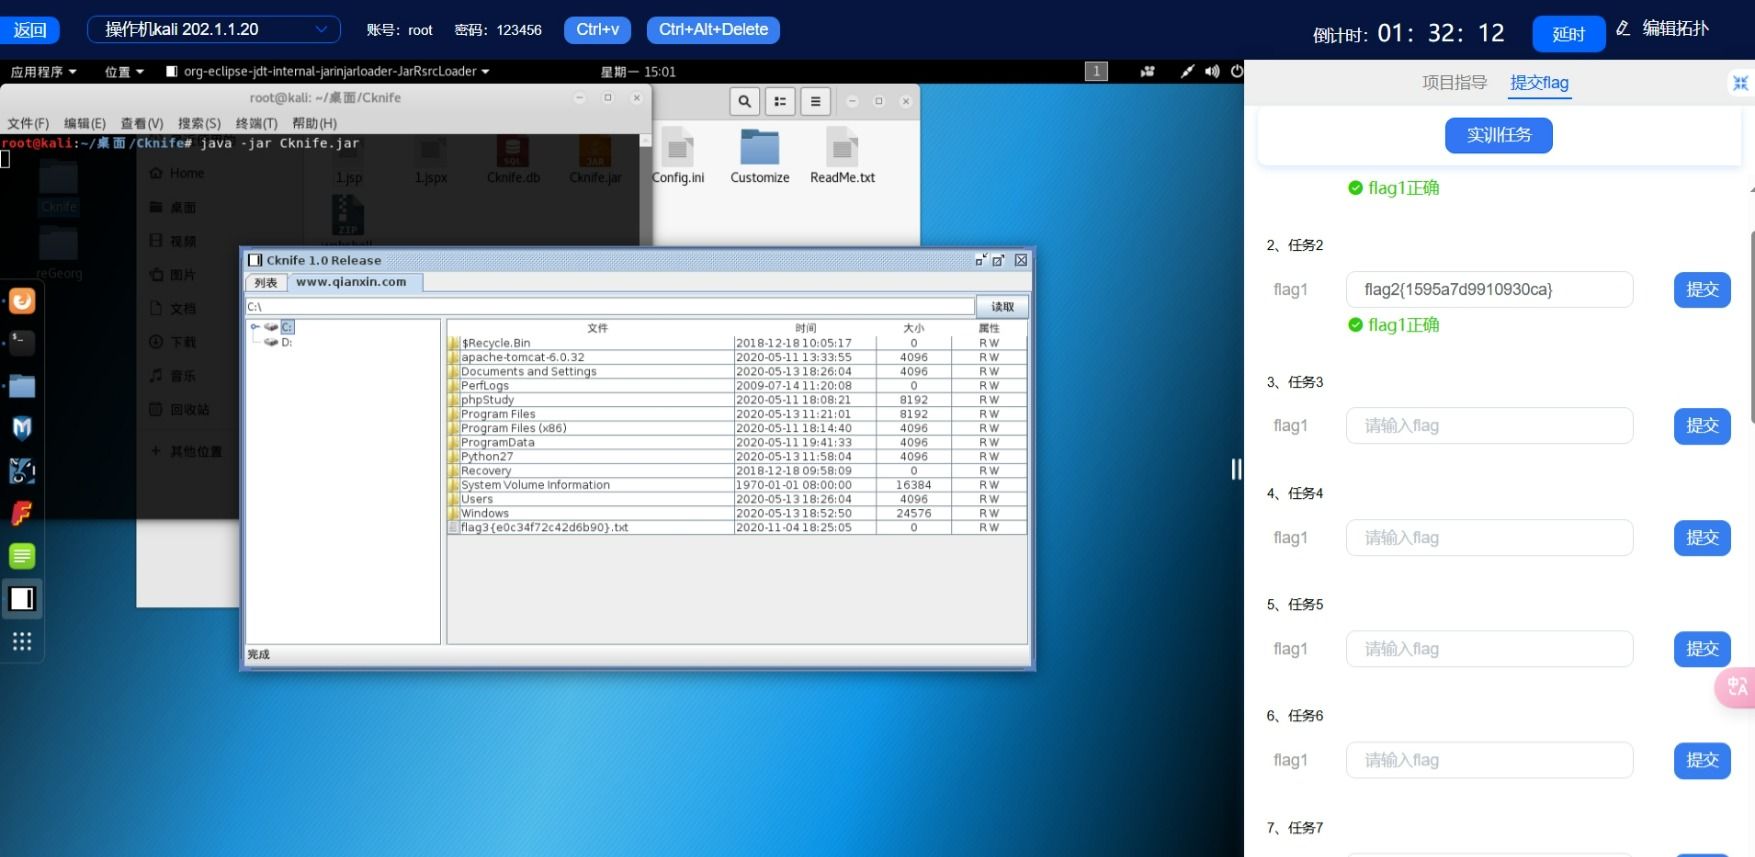 返回
操作机kali 202.1.1.20
账号：root
密码：123456
Ctrl+v
Ctrl+Alt+Delete
倒计时：01：32：12
延时
编辑拓扑
应用程序
位置
org-eclipse-jdt-internal-jarinjarloader-JarRsrcLoader
星期一 15:01
1
root@kali: ~/桌面/Cknife
文件(F) 编辑(E) 查看(V) 搜索(S) 终端(T) 帮助(H)
root@kali:~/桌面/Cknife# java -jar Cknife.jar
1.jsp
1.jspx
Cknife.db
Cknife.jar
Config.ini
Customize
ReadMe.txt
Cknife
reGeorg
Home
桌面
视频
图片
文档
下载
音乐
回收站
+ 其他位置
SQL
JAR
ZIP
Cknife 1.0 Release
列表
www.qianxin.com
C:\
读取
C:
D:
文件 时间 大小 属性
$Recycle.Bin 2018-12-18 10:05:17 0 RW
apache-tomcat-6.0.32 2020-05-11 13:33:55 4096 RW
Documents and Settings 2020-05-13 18:26:04 4096 RW
PerfLogs 2009-07-14 11:20:08 0 RW
phpStudy 2020-05-11 18:08:21 8192 RW
Program Files 2020-05-13 11:21:01 8192 RW
Program Files (x86) 2020-05-11 18:14:40 4096 RW
ProgramData 2020-05-11 19:41:33 4096 RW
Python27 2020-05-13 11:58:04 4096 RW
Recovery 2018-12-18 09:58:09 0 RW
System Volume Information 1970-01-01 08:00:00 16384 RW
Users 2020-05-13 18:26:04 4096 RW
Windows 2020-05-13 18:52:50 24576 RW
flag3{e0c34f72c42d6b90}.txt 2020-11-04 18:25:05 0 RW
完成
项目指导
提交flag
实训任务
flag1正确
2、任务2
flag1
flag2{1595a7d9910930ca}
提交
flag1正确
3、任务3
flag1
请输入flag
提交
4、任务4
flag1
请输入flag
提交
5、任务5
flag1
请输入flag
提交
6、任务6
flag1
请输入flag
提交
7、任务7